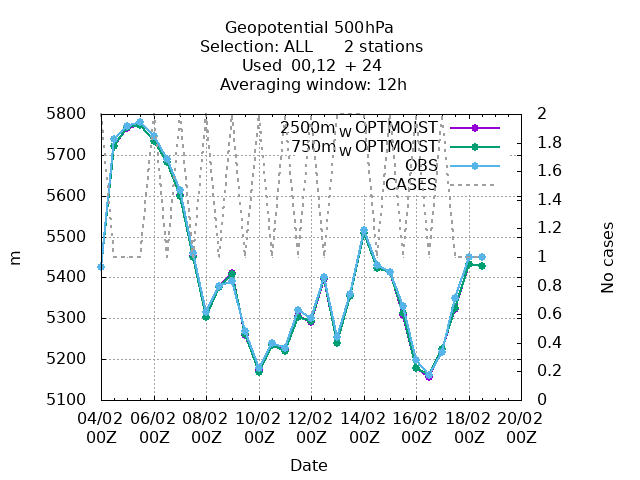 Geopotential 500hPa
Selection: ALL 2 stations
Used 00,12 + 24
Averaging window: 12h
2500m_W OPTMOIST
750m_W OPTMOIST
OBS
CASES
5800
5700
5600
5500
5400
5300
5200
5100
m
2
1.8
1.6
1.4
1.2
1
0.8
0.6
0.4
0.2
0
No cases
04/02 06/02 08/02 10/02 12/02 14/02 16/02 18/02 20/02
00Z 00Z 00Z 00Z 00Z 00Z 00Z 00Z 00Z
Date